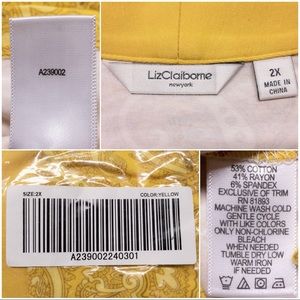 A239002
LizClaiborne
newyork
2X
MADE IN
CHINA
SIZE:2X
COLOR:YELLOW
A239002240301
53% COTTON
41% RAYON
6% SPANDEX
EXCLUSIVE OF TRIM
RN 81893
MACHINE WASH COLD
GENTLE CYCLE
WITH LIKE COLORS
ONLY NON-CHLORINE
BLEACH
WHEN NEEDED
TUMBLE DRY LOW
WARM IRON
IF NEEDED